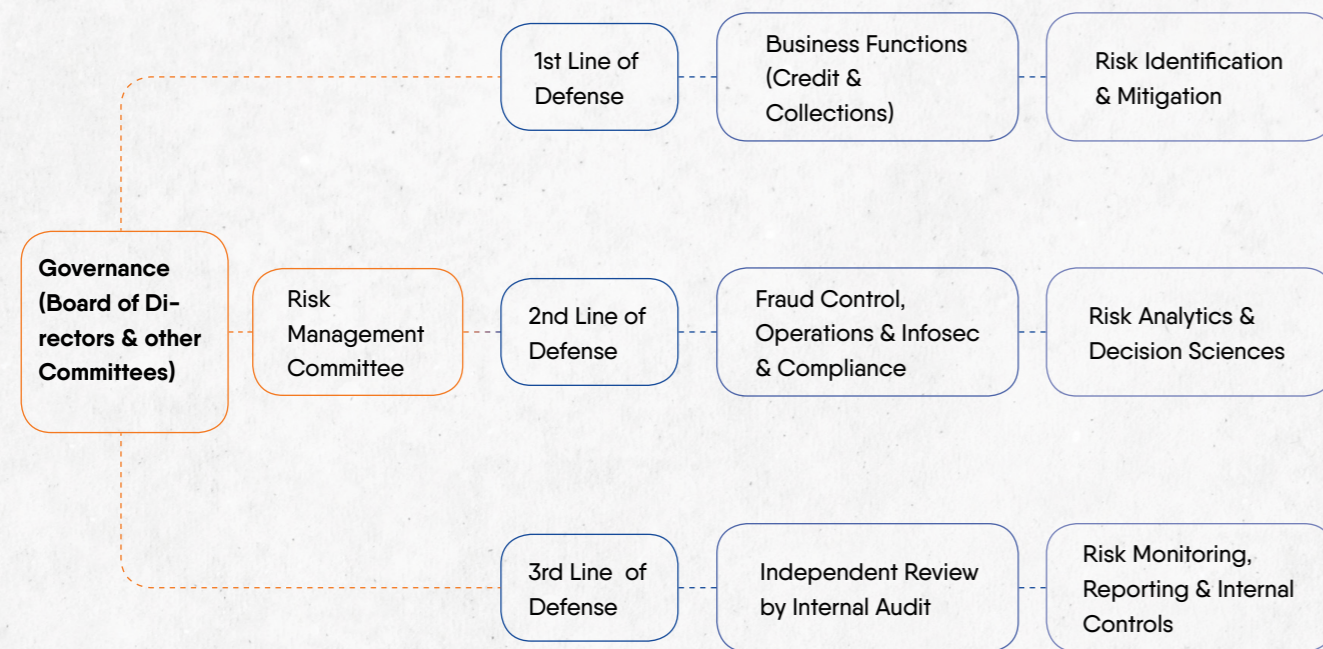 1st Line of
Defense
Business Functions
(Credit &
Collections)
Risk Identification
& Mitigation
Governance
(Board of Di-
rectors & other
Committees)
Risk
Management
Committee
2nd Line of
Defense
Fraud Control,
Operations & Infosec
& Compliance
Risk Analytics &
Decision Sciences
3rd Line of
Defense
Independent Review
by Internal Audit
Risk Monitoring,
Reporting & Internal
Controls